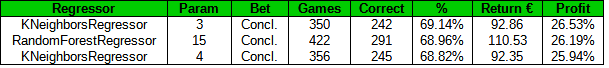 Regressor Param Bet Games Correct % Return € Profit
KNeighborsRegressor 3 Concl. 350 242 69.14% 92.86 26.53%
RandomForestRegressor 15 Concl. 422 291 68.96% 110.53 26.19%
KNeighborsRegressor 4 Concl. 356 245 68.82% 92.35 25.94%